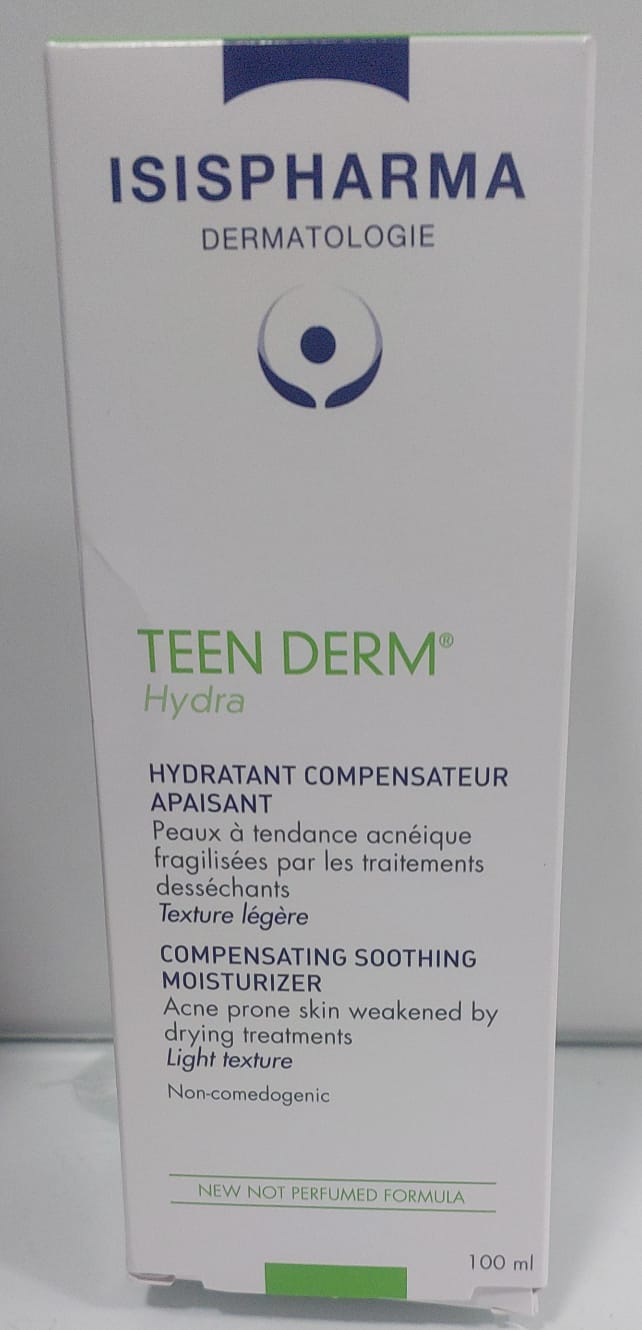 ISISPHARMA
DERMATOLOGIE
TEEN DERM®
Hydra
HYDRATANT COMPENSATEUR
APAISANT
Peaux à tendance acnéique
fragilisées par les traitements
desséchants
Texture légère
COMPENSATING SOOTHING
MOISTURIZER
Acne prone skin weakened by
drying treatments
Light texture
Non-comedogenic
NEW NOT PERFUMED FORMULA
100 ml